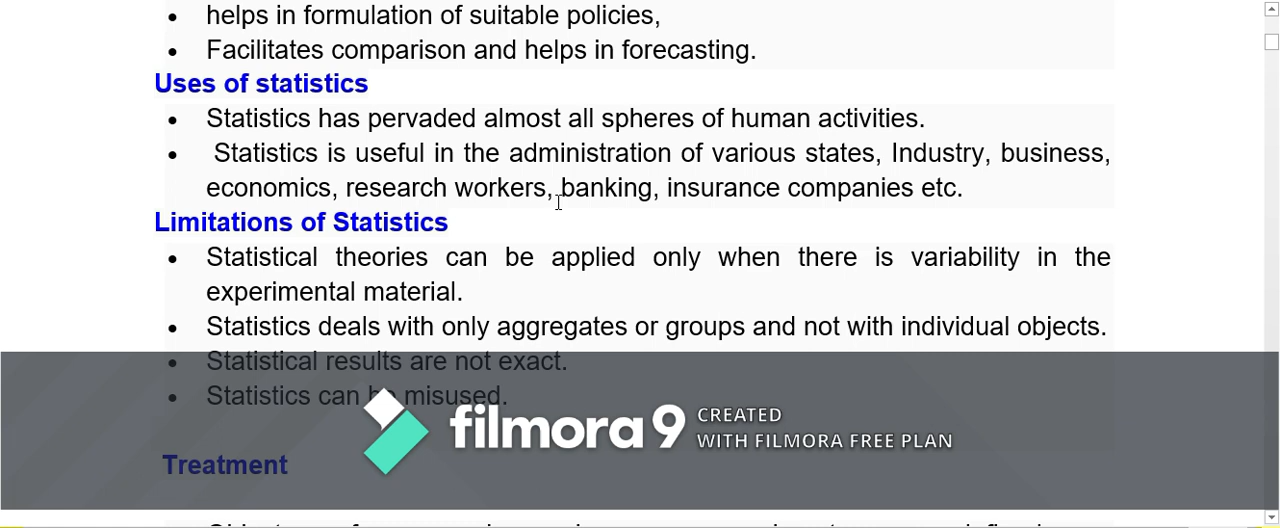 • helps in formulation of suitable policies,
• Facilitates comparison and helps in forecasting.
Uses of statistics
• Statistics has pervaded almost all spheres of human activities.
• Statistics is useful in the administration of various states, Industry, business,
economics, research workers, banking, insurance companies etc.
Limitations of Statistics
• Statistical theories can be applied only when there is variability in the
experimental material.
• Statistics deals with only aggregates or groups and not with individual objects.
• Statistical results are not exact.
• Statistics can be misused.
filmora 9 CREATED
WITH FILMORA FREE PLAN
Treatment